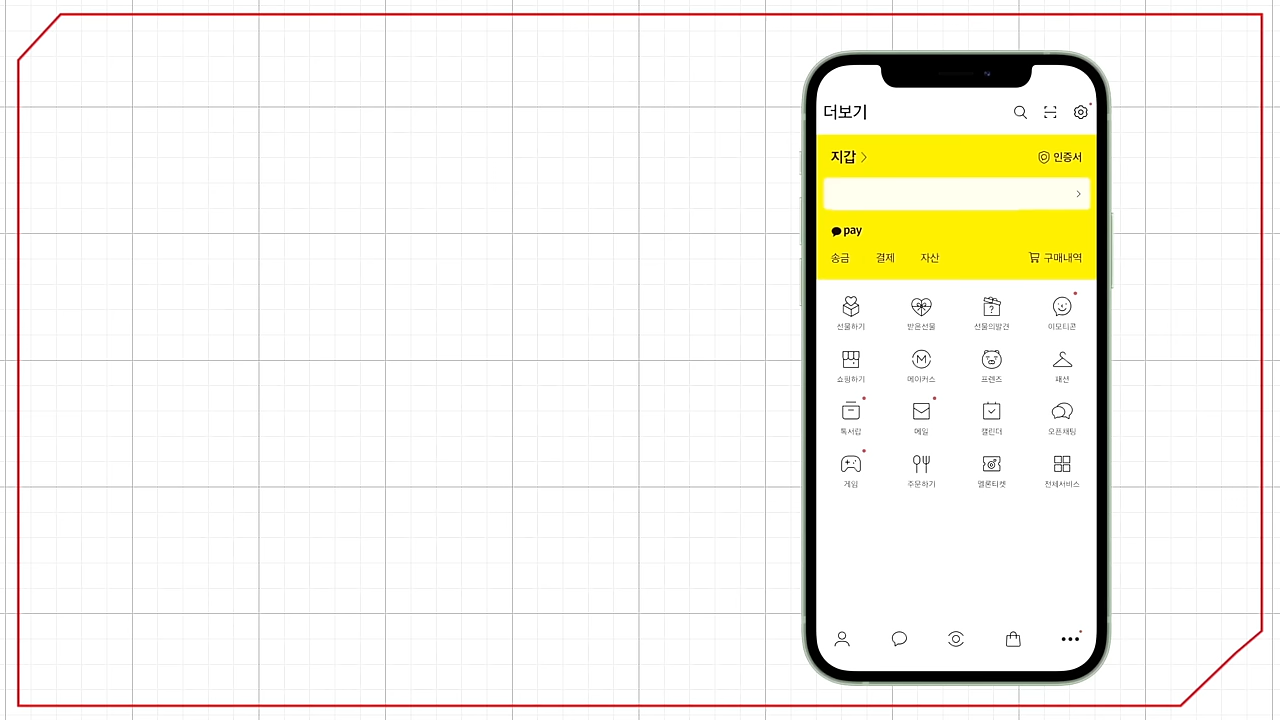 더보기
지갑
인증서
pay
송금 결제 자산 구매내역
선물하기 받은선물 선물의발견 이모티콘
쇼핑하기 메이커스 프렌즈 패션
톡서랍 메일 캘린더 오픈채팅
게임 주문하기 멜론티켓 전체서비스